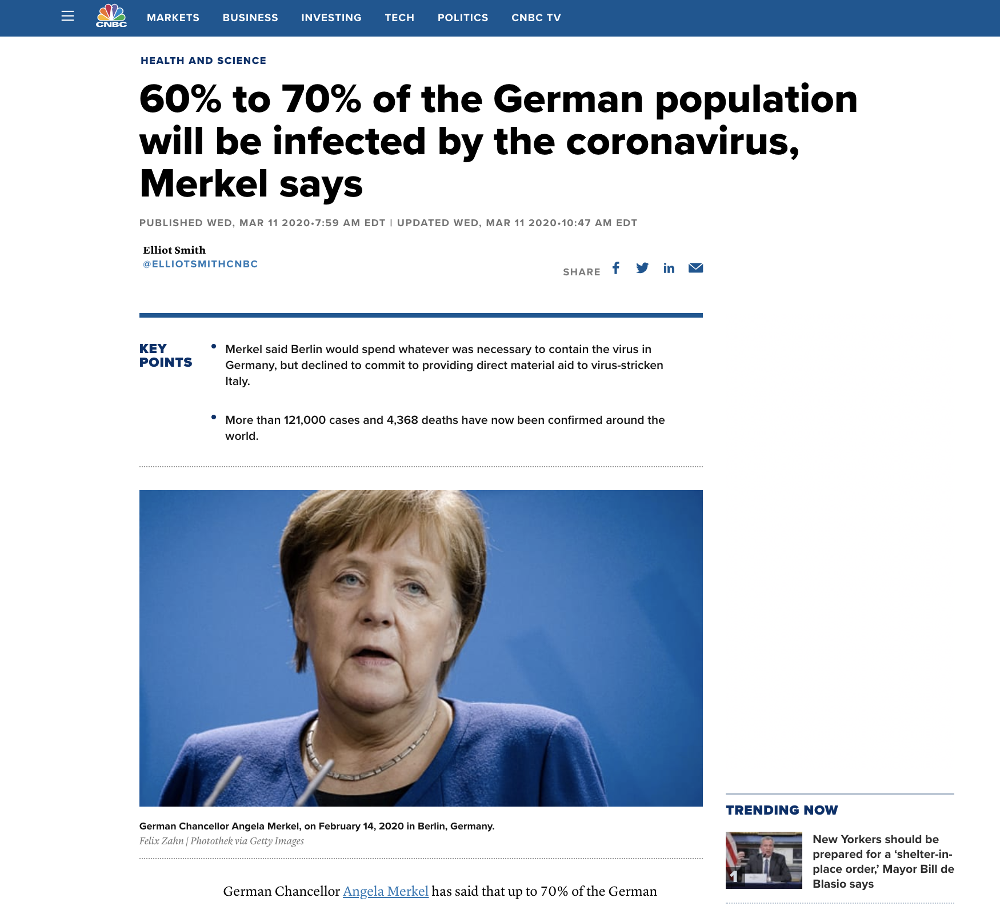 CNBC
MARKETS
BUSINESS
INVESTING
TECH
POLITICS
CNBC TV
HEALTH AND SCIENCE
60% to 70% of the German population
will be infected by the coronavirus,
Merkel says
PUBLISHED WED, MAR 11 2020•7:59 AM EDT | UPDATED WED, MAR 11 2020•10:47 AM EDT
Elliot Smith
@ELLIOTSMITHCNBC
SHARE
KEY
POINTS
• Merkel said Berlin would spend whatever was necessary to contain the virus in
Germany, but declined to commit to providing direct material aid to virus-stricken
Italy.
• More than 121,000 cases and 4,368 deaths have now been confirmed around the
world.
German Chancellor Angela Merkel, on February 14, 2020 in Berlin, Germany.
Felix Zahn | Photothek via Getty Images
German Chancellor Angela Merkel has said that up to 70% of the German
TRENDING NOW
1
New Yorkers should be
prepared for a ‘shelter-in-
place order,’ Mayor Bill de
Blasio says